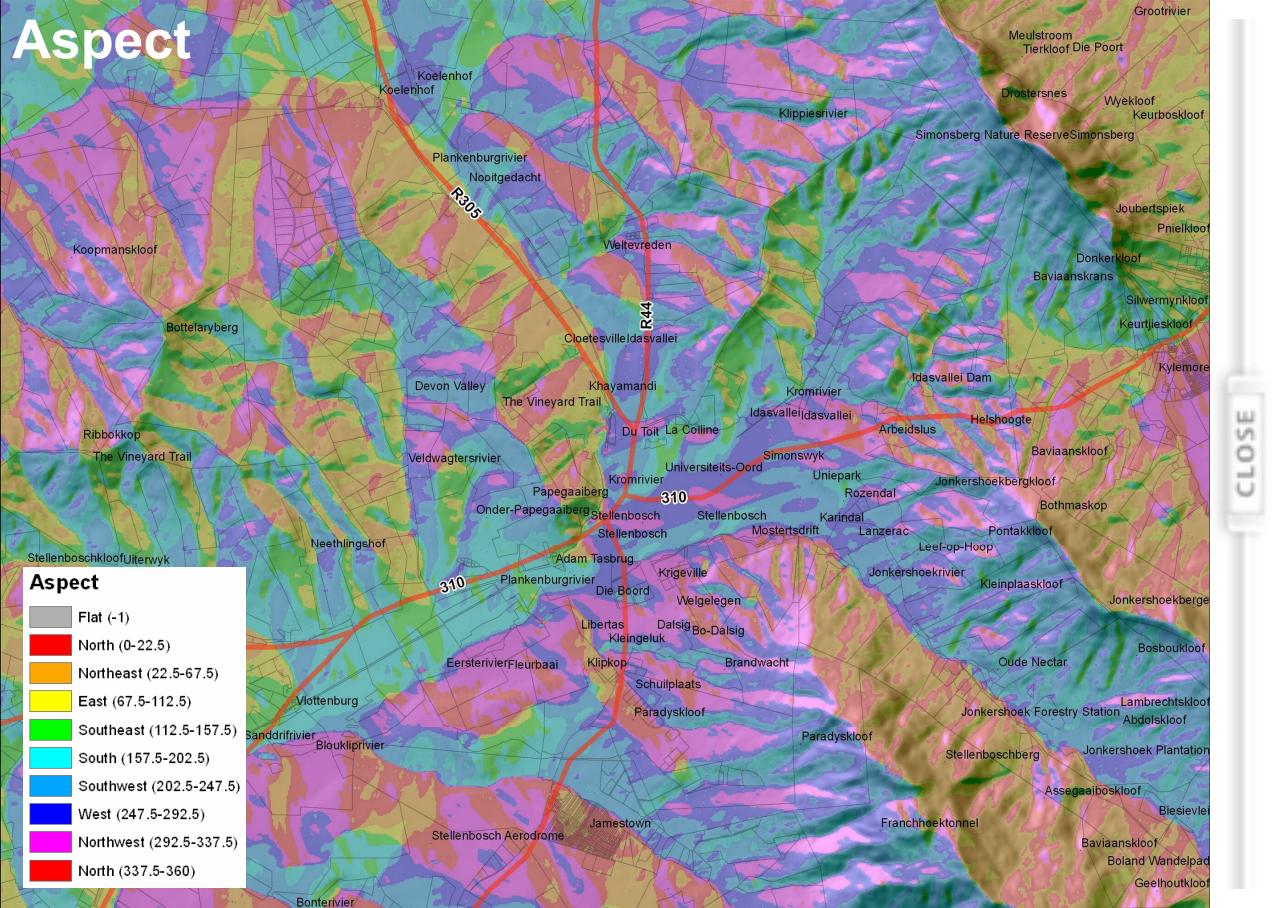 Aspect
Grootrivier
Meulstroom
Tierkloof Die Poort
Koelenhof
Koelenhof
Drostersnes
Wyekloof
Keurboskloof
Klippiesrivier
Simonsberg Nature Reserve Simonsberg
Plankenburgrivier
Nooitgedacht
R305
Joubertspiek
Pnielkloof
Koopmanskloof
Weltevreden
Donkerkloof
Baviaanskrans
Silwermynkloof
R44
Bottelaryberg
Keurtjieskloof
Cloetesville Idasvallei
Kylemore
Devon Valley
Khayamandi
Idasvallei Dam
Kromrivier
The Vineyard Trail
Idasvallei Idasvallei
Helshoogte
Du Toit
La Colline
Arbeidslus
Ribbokkop
The Vineyard Trail
Veldwagtersrivier
Simonswyk
Baviaanskloof
Universiteits-Oord
Kromrivier
Uniepark
Jonkershoekbergkloof
Papegaaiberg
310
Rozendal
Onder-Papegaaiberg
Bothmaskop
Stellenbosch
Stellenbosch
Karindal
Stellenbosch
Mostertsdrift
Lanzerac
Pontakkloof
Neethlingshof
Leef-op-Hoop
Stellenboschkloof Uiterwyk
Adam Tasbrug
Krigeville
Jonkershoekrivier
Plankenburgrivier
310
Kleinplaaskloof
Die Boord
Welgelegen
Jonkershoekberge
Libertas
Dalsig
Bo-Dalsig
Kleingeluk
Bosboukloof
Eersterivier Fleurbaai
Klipkop
Brandwacht
Oude Nectar
Schuilplaats
Vlottenburg
Lambrechtskloof
Paradyskloof
Jonkershoek Forestry Station
Abdolskloof
Sanddrifrivier
Paradyskloof
Bloukliprivier
Stellenboschberg
Jonkershoek Plantation
Assegaaiboskloof
Biesievlei
Jamestown
Franchhoektonnel
Stellenbosch Aerodrome
Baviaanskloof
Boland Wandelpad
Geelhoutkloof
Bonterivier
Aspect
Flat (-1)
North (0-22.5)
Northeast (22.5-67.5)
East (67.5-112.5)
Southeast (112.5-157.5)
South (157.5-202.5)
Southwest (202.5-247.5)
West (247.5-292.5)
Northwest (292.5-337.5)
North (337.5-360)
CLOSE